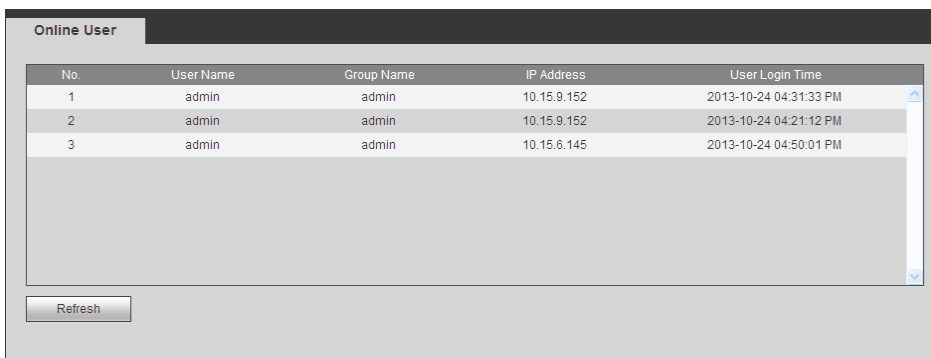 Online User
No. User Name Group Name IP Address User Login Time
1 admin admin 10.15.9.152 2013-10-24 04:31:33 PM
2 admin admin 10.15.9.152 2013-10-24 04:21:12 PM
3 admin admin 10.15.6.145 2013-10-24 04:50:01 PM
Refresh